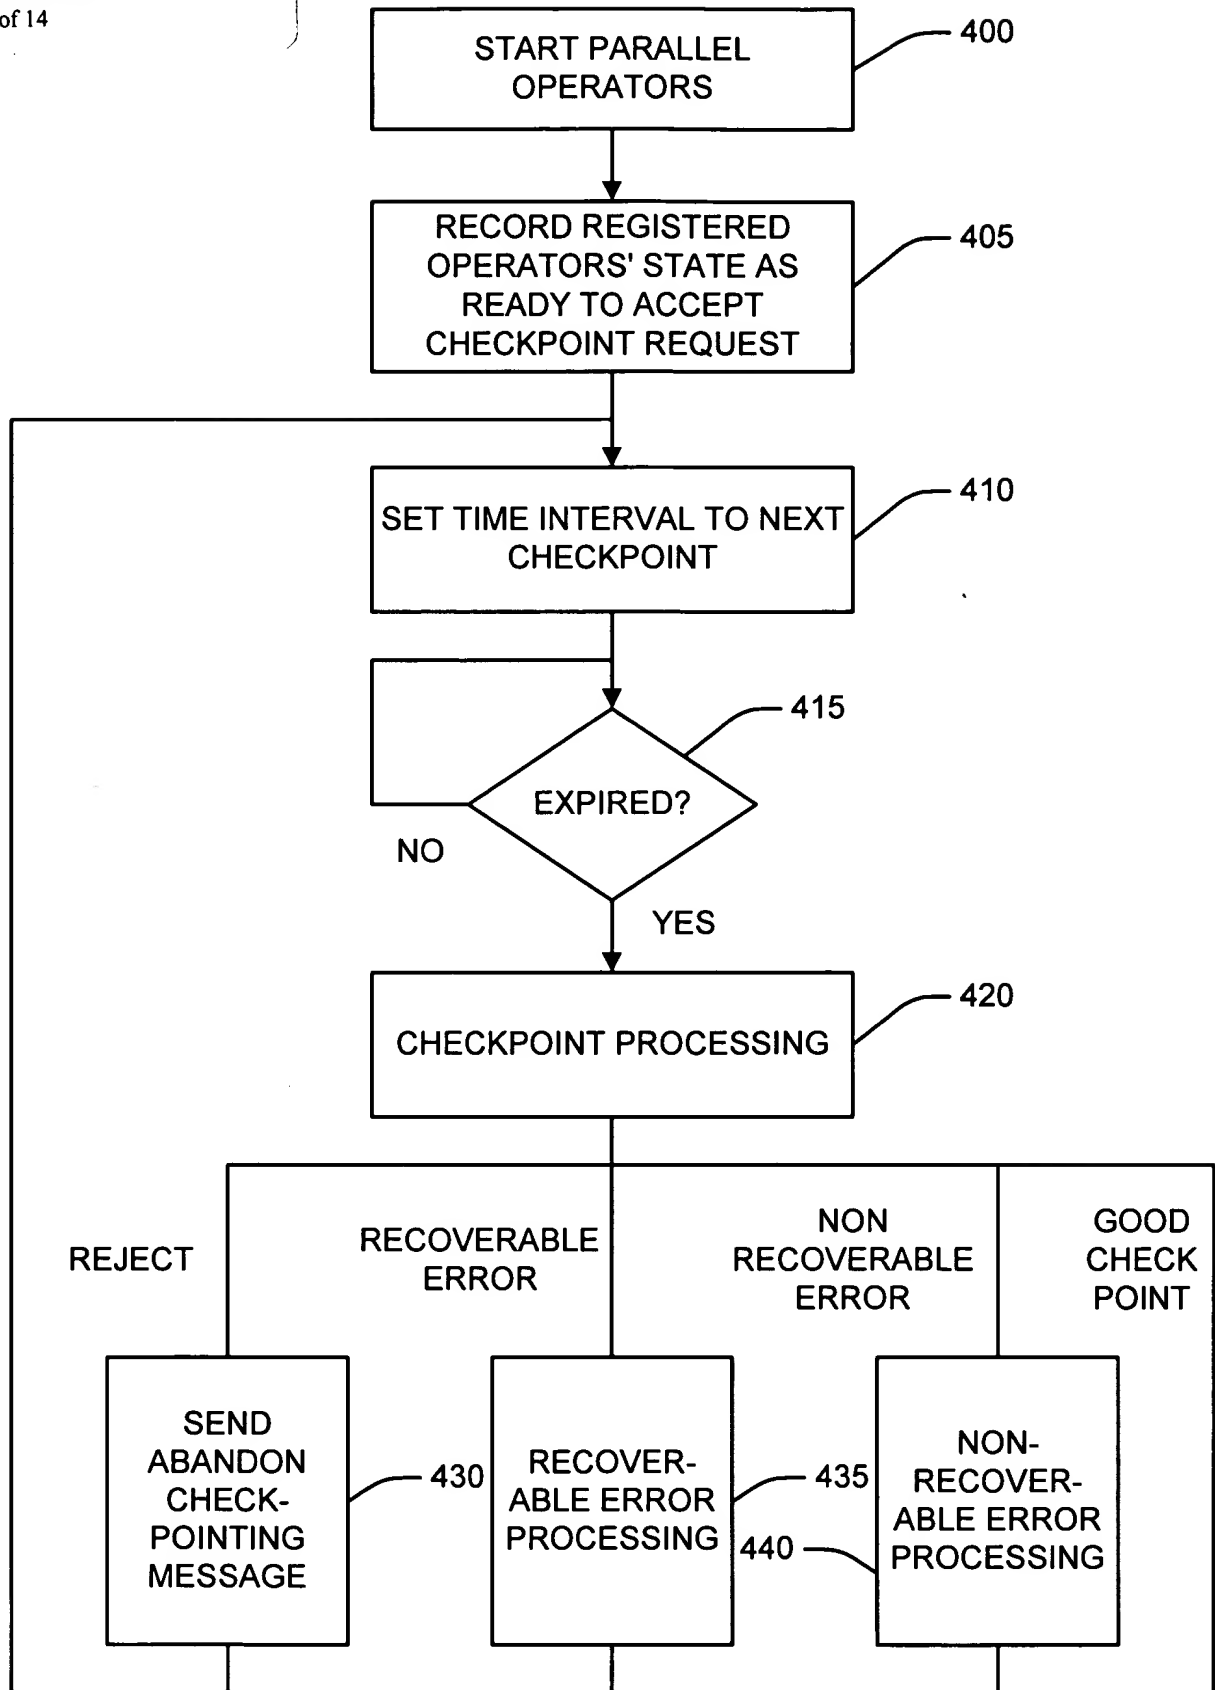 of 14
START PARALLEL
OPERATORS
400
RECORD REGISTERED
OPERATORS' STATE AS
READY TO ACCEPT
CHECKPOINT REQUEST
405
SET TIME INTERVAL TO NEXT
CHECKPOINT
410
415
EXPIRED?
NO
YES
CHECKPOINT PROCESSING
420
REJECT
RECOVERABLE
ERROR
NON
RECOVERABLE
ERROR
GOOD
CHECK
POINT
SEND
ABANDON
CHECK-
POINTING
MESSAGE
430
RECOVER-
ABLE ERROR
PROCESSING
435
440
NON-
RECOVER-
ABLE ERROR
PROCESSING